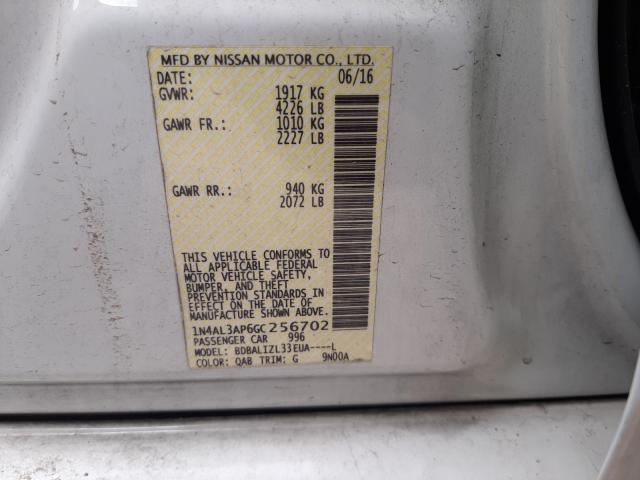 MFD BY NISSAN MOTOR CO., LTD.
DATE: 06/16
GVWR: 1917 KG
4226 LB
GAWR FR.: 1010 KG
2227 LB
GAWR RR.: 940 KG
2072 LB
THIS VEHICLE CONFORMS TO
ALL APPLICABLE FEDERAL
MOTOR VEHICLE SAFETY,
BUMPER, AND THEFT
PREVENTION STANDARDS IN
EFFECT ON THE DATE OF
MANUFACTURE SHOWN ABOVE.
1N4AL3AP6GC256702
PASSENGER CAR 996
MODEL: BDBALIZL33EUA----L
COLOR: QAB TRIM: G 9N00A